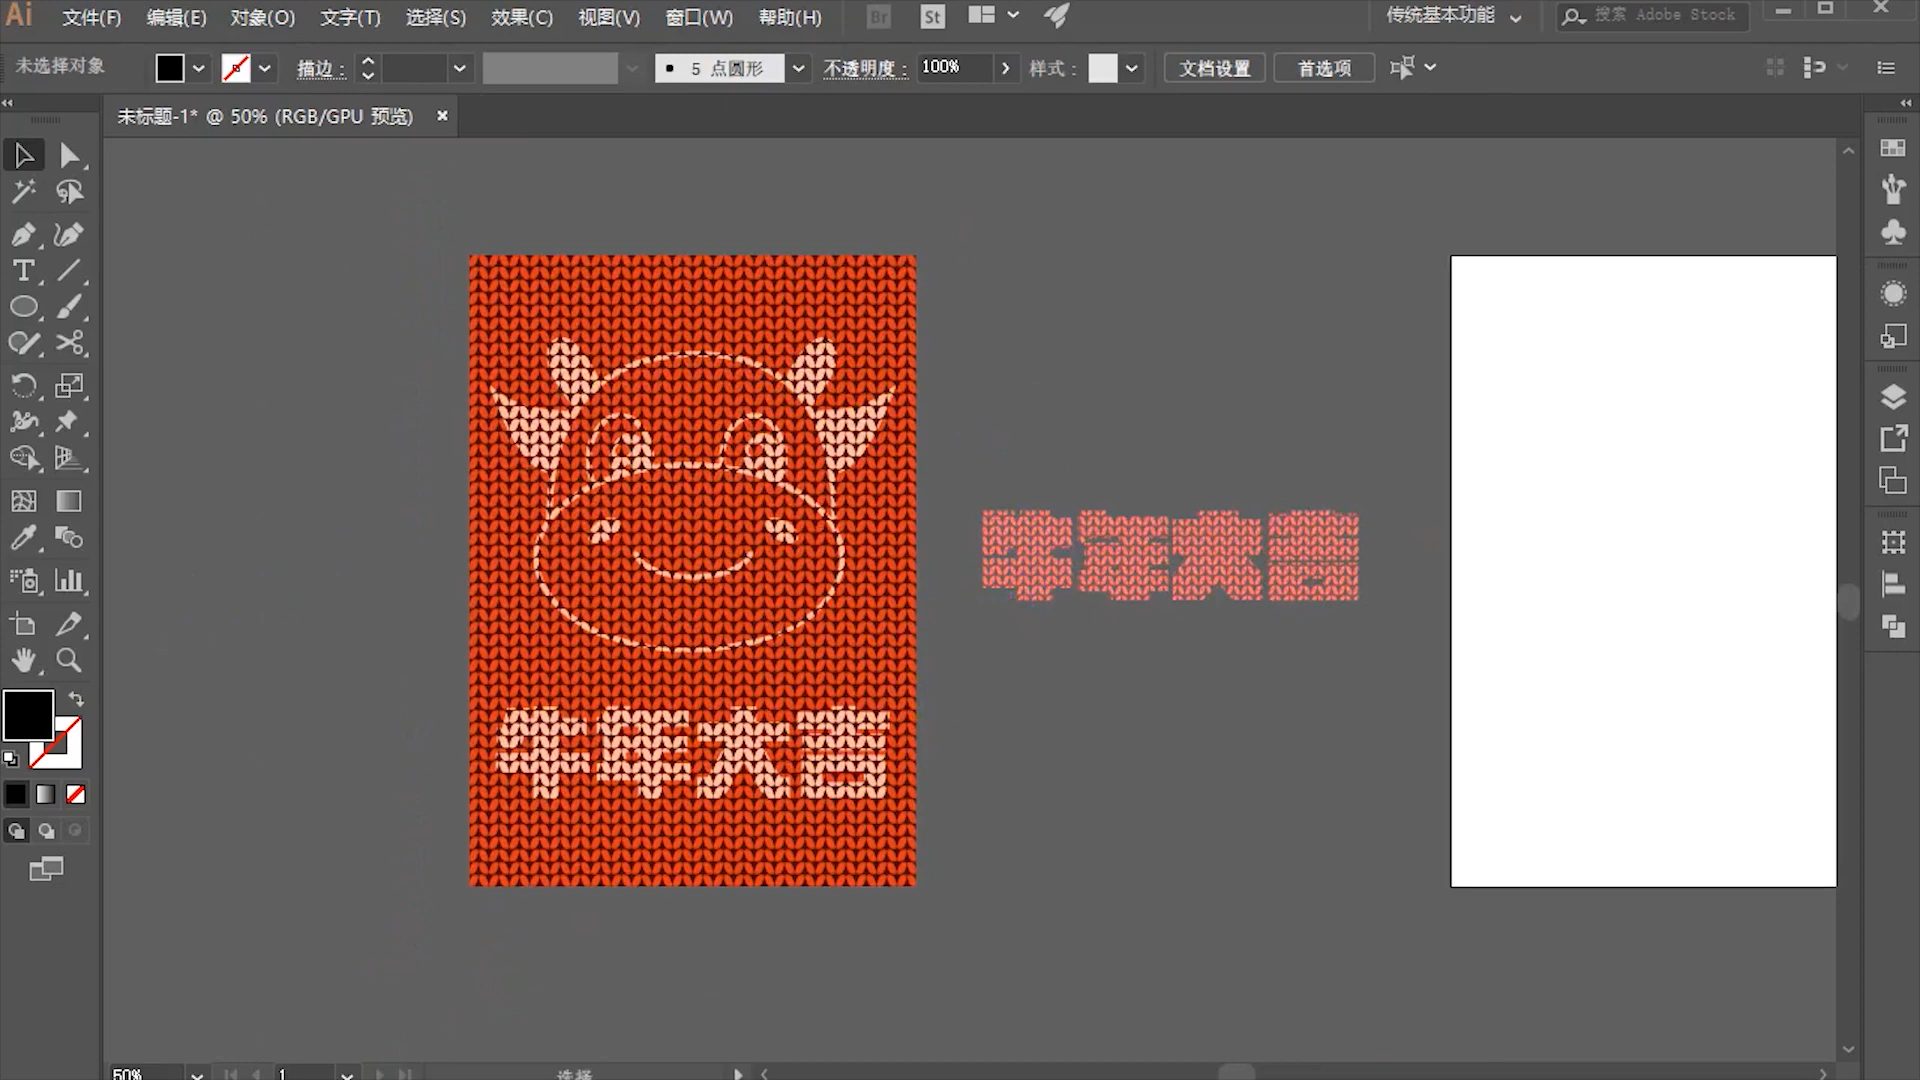 Ai 文件(F) 编辑(E) 对象(O) 文字(T) 选择(S) 效果(C) 视图(V) 窗口(W) 帮助(H) Br St 传统基本功能 搜索 Adobe Stock
未选择对象 描边: 5 点圆形 不透明度: 100% 样式: 文档设置 首选项
未标题-1* @ 50% (RGB/GPU 预览)
牛年大吉
牛年大吉
50% 1 选择